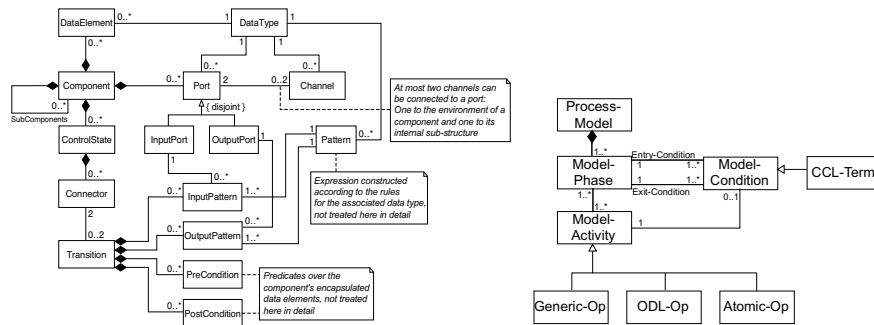 DataElement
0..*
1
DataType
1
0..*
1
1
0..*
0..*
0..*
Component
0..*
Port
2
0..2
Channel
0..*
SubComponents
{ disjoint }
At most two channels can
be connected to a port:
One to the environment of a
component and one to its
internal sub-structure
0..*
ControlState
InputPort
OutputPort
1
1
Pattern
0..*
1
1
0..*
Connector
0..*
InputPattern
1..*
Expression constructed
according to the rules
for the associated data type,
not treated here in detail
2
0..*
0..2
Transition
0..*
OutputPattern
0..*
1..*
0..*
PreCondition
0..*
PostCondition
Predicates over the
component's encapsulated
data elements, not treated
here in detail
Process-
Model
1..*
Model-
Phase
Entry-Condition
1
1..*
1
1..*
Exit-Condition
Model-
Condition
CCL-Term
1..*
0..1
1..*
Model-
Activity
1
Generic-Op
ODL-Op
Atomic-Op